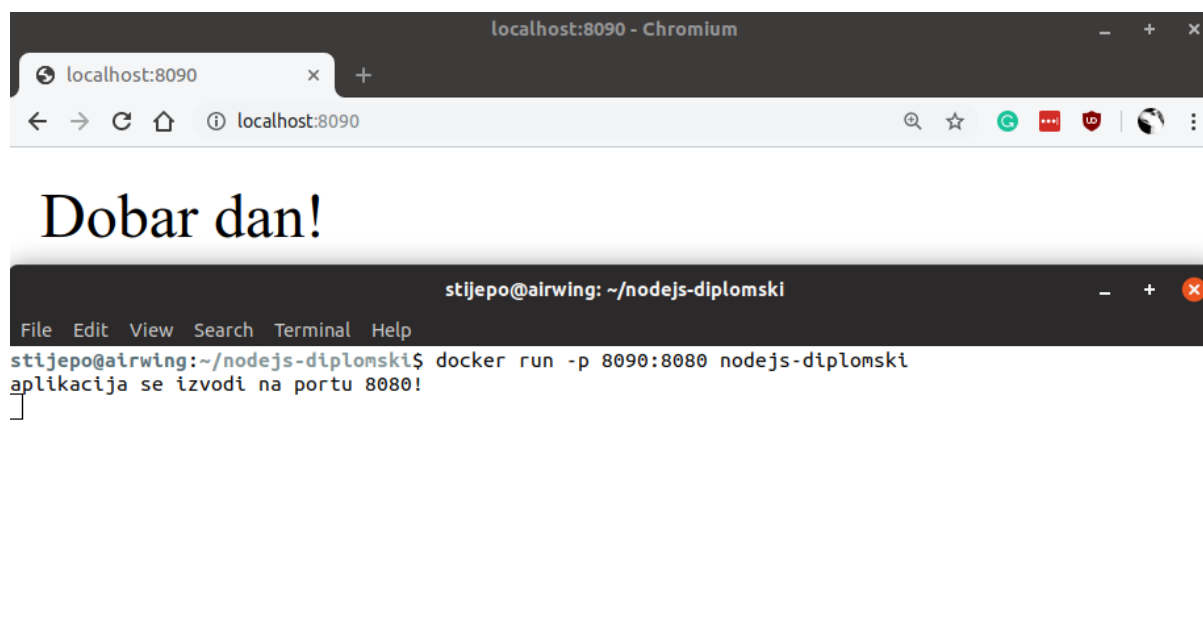 localhost:8090 - Chromium
localhost:8090
localhost:8090
Dobar dan!
stijepo@airwing: ~/nodejs-diplomski
File Edit View Search Terminal Help
stijepo@airwing:~/nodejs-diplomski$ docker run -p 8090:8080 nodejs-diplomski
aplikacija se izvodi na portu 8080!